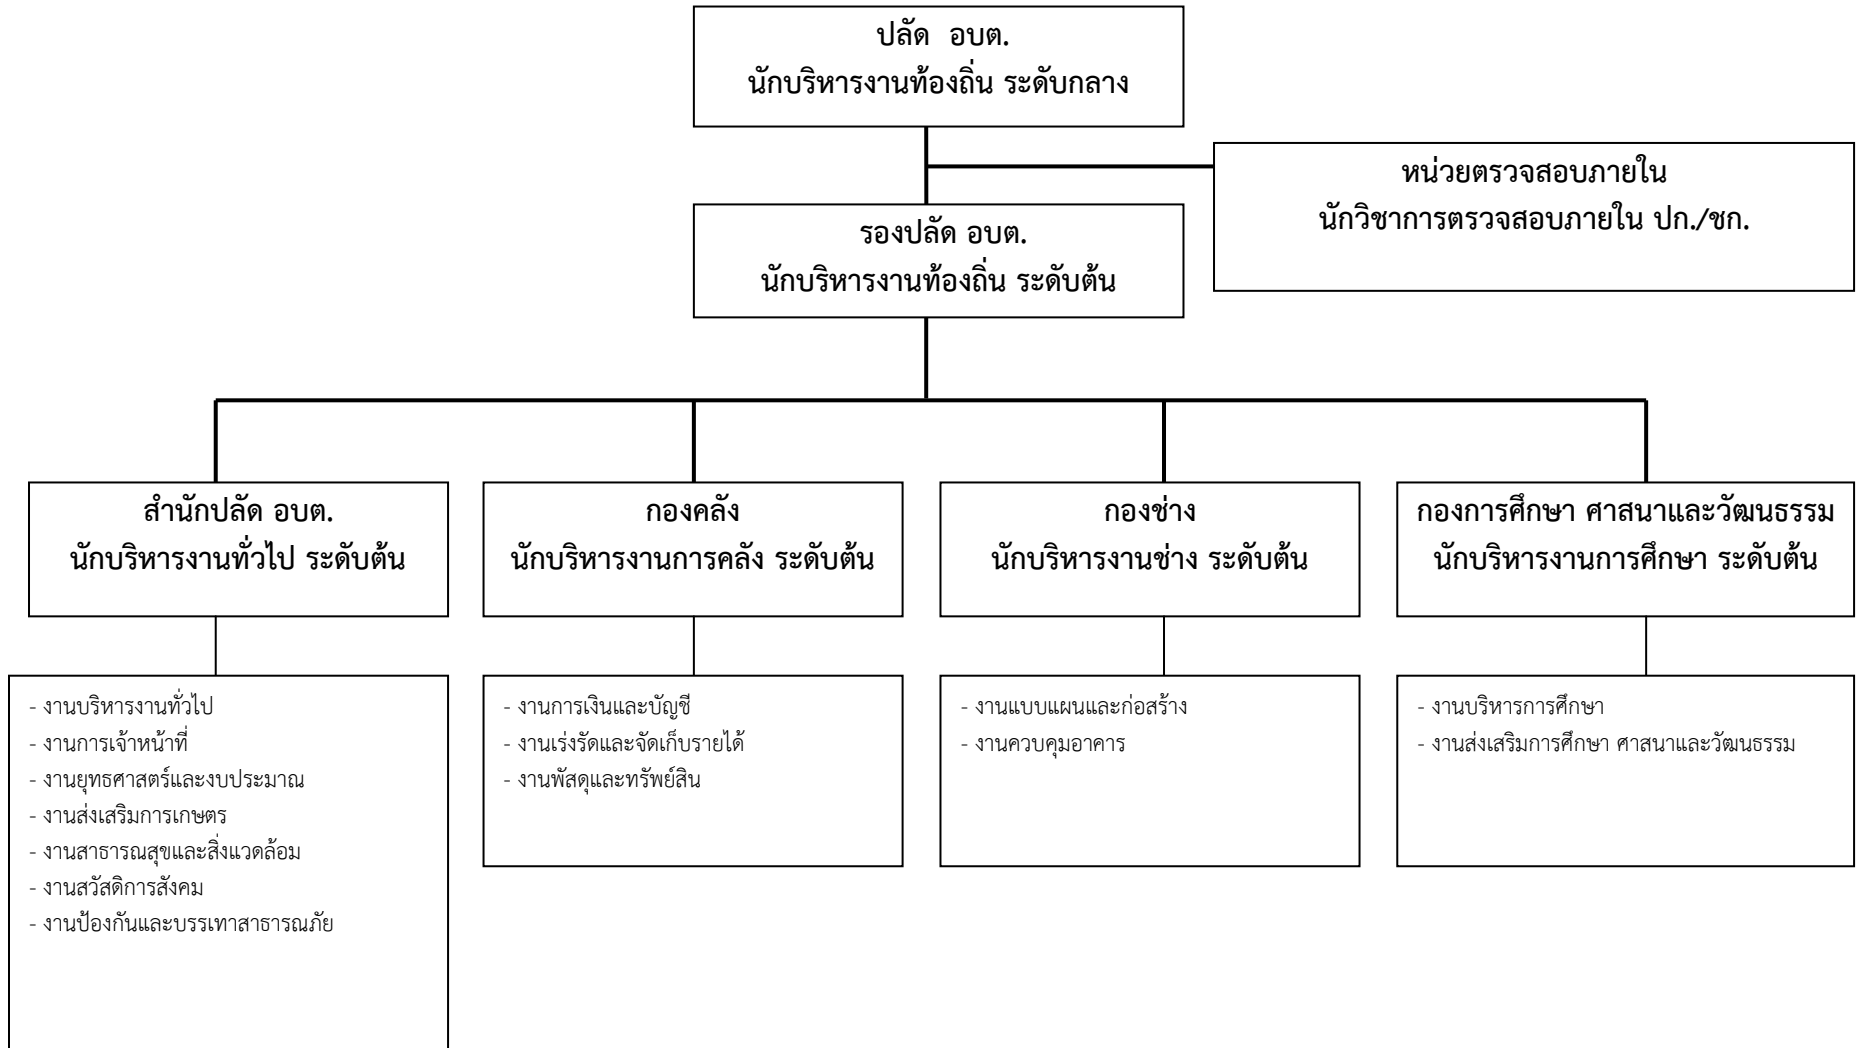 ปลัด  อบต.
นักบริหารงานท้องถิ่น ระดับกลาง
หน่วยตรวจสอบภายใน
นักวิชาการตรวจสอบภายใน ปก./ชก.
รองปลัด อบต.
นักบริหารงานท้องถิ่น ระดับต้น
สำนักปลัด อบต.
นักบริหารงานทั่วไป ระดับต้น
กองคลัง
นักบริหารงานการคลัง ระดับต้น
กองช่าง
นักบริหารงานช่าง ระดับต้น
กองการศึกษา ศาสนาและวัฒนธรรม
นักบริหารงานการศึกษา ระดับต้น
- งานบริหารงานทั่วไป
- งานการเจ้าหน้าที่
- งานยุทธศาสตร์และงบประมาณ
- งานส่งเสริมการเกษตร
- งานสาธารณสุขและสิ่งแวดล้อม
- งานสวัสดิการสังคม
- งานป้องกันและบรรเทาสาธารณภัย
- งานการเงินและบัญชี
- งานเร่งรัดและจัดเก็บรายได้
- งานพัสดุและทรัพย์สิน
- งานแบบแผนและก่อสร้าง
- งานควบคุมอาคาร
- งานบริหารการศึกษา
- งานส่งเสริมการศึกษา ศาสนาและวัฒนธรรม